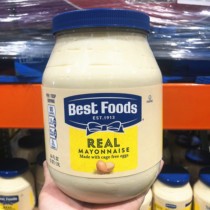 Best Foods
EST. 1913
REAL
MAYONNAISE
Made with cage free eggs